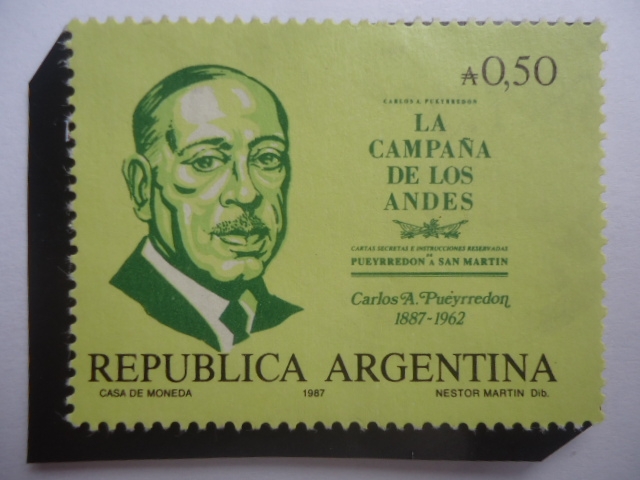 ₳0,50
CARLOS A. PUEYRREDON
LA
CAMPAÑA
DE LOS
ANDES
CARTAS SECRETAS E INSTRUCCIONES RESERVADAS
DE
PUEYRREDON A SAN MARTIN
Carlos A. Pueyrredon
1887-1962
REPUBLICA ARGENTINA
CASA DE MONEDA 1987 NESTOR MARTIN Dib.